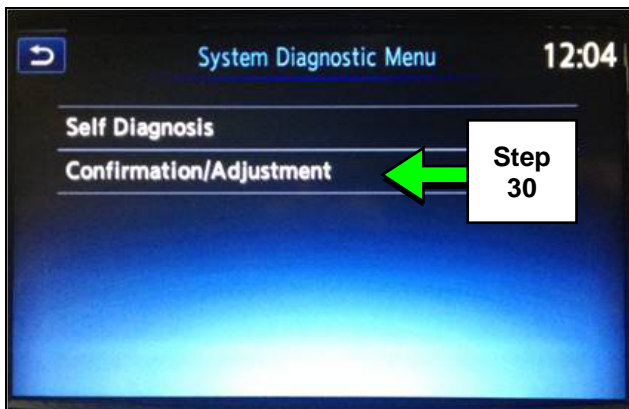 System Diagnostic Menu 12:04
Self Diagnosis
Confirmation/Adjustment
Step
30